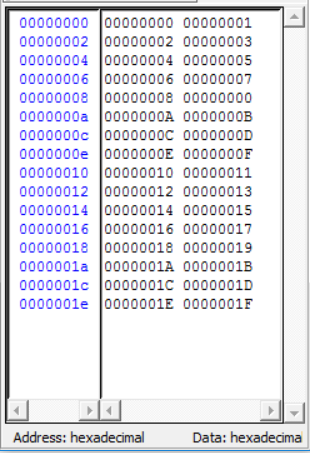 00000000 00000000 00000001
00000002 00000002 00000003
00000004 00000004 00000005
00000006 00000006 00000007
00000008 00000008 00000000
0000000a 0000000A 0000000B
0000000c 0000000C 0000000D
0000000e 0000000E 0000000F
00000010 00000010 00000011
00000012 00000012 00000013
00000014 00000014 00000015
00000016 00000016 00000017
00000018 00000018 00000019
0000001a 0000001A 0000001B
0000001c 0000001C 0000001D
0000001e 0000001E 0000001F
Address: hexadecimal Data: hexadecima